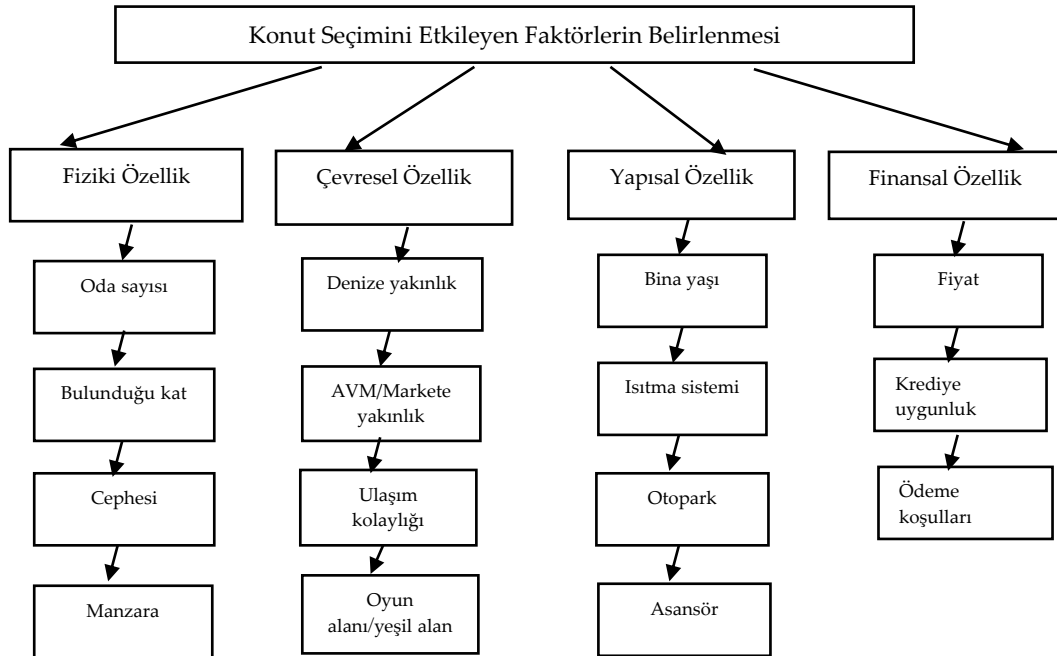 Konut Seçimini Etkileyen Faktörlerin Belirlenmesi
Fiziki Özellik
Çevresel Özellik
Yapısal Özellik
Finansal Özellik
Oda sayısı
Denize yakınlık
Bina yaşı
Fiyat
Bulunduğu kat
AVM/Markete
yakınlık
Isıtma sistemi
Krediye
uygunluk
Cephesi
Ulaşım
kolaylığı
Otopark
Ödeme
koşulları
Manzara
Oyun
alanı/yeşil alan
Asansör